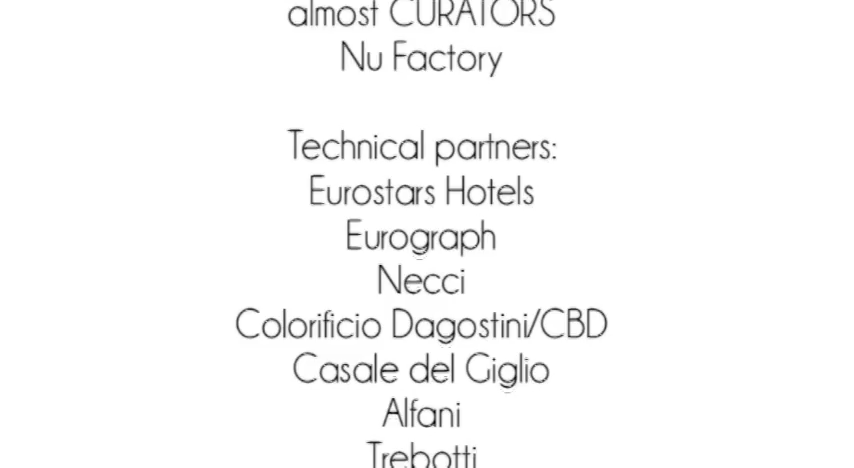 almost CURATORS
Nu Factory
Technical partners:
Eurostars Hotels
Eurograph
Necci
Colorificio Dagostini/CBD
Casale del Giglio
Alfani
Trebotti